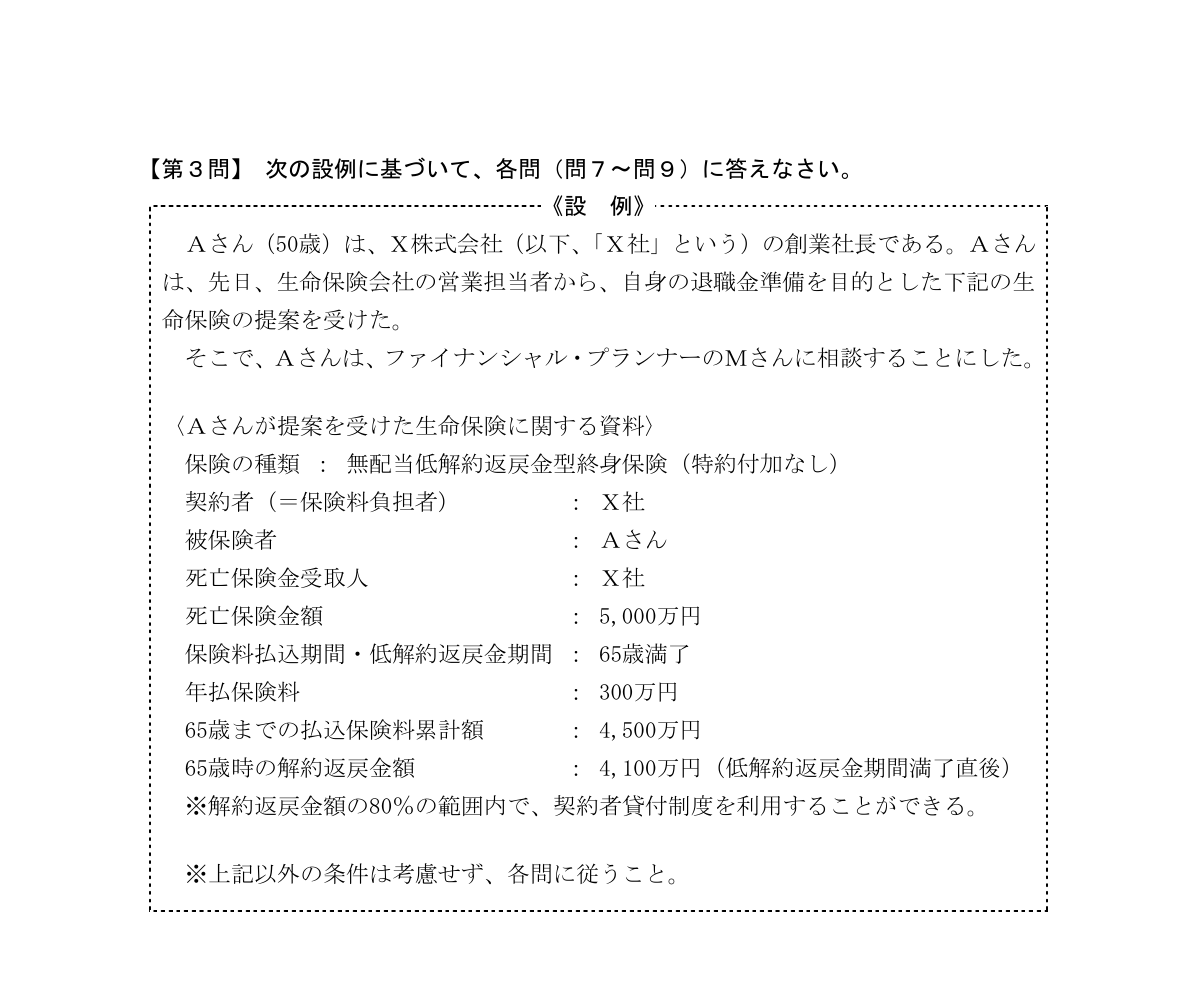 【第３問】 次の設例に基づいて、各問（問７～問９）に答えなさい。
《設 例》
Ａさん（50歳）は、Ｘ株式会社（以下、「Ｘ社」という）の創業社長である。Ａさん
は、先日、生命保険会社の営業担当者から、自身の退職金準備を目的とした下記の生
命保険の提案を受けた。
そこで、Ａさんは、ファイナンシャル・プランナーのＭさんに相談することにした。
〈Ａさんが提案を受けた生命保険に関する資料〉
保険の種類 ： 無配当低解約返戻金型終身保険（特約付加なし）
契約者（＝保険料負担者） ： Ｘ社
被保険者 ： Ａさん
死亡保険金受取人 ： Ｘ社
死亡保険金額 ： 5,000万円
保険料払込期間・低解約返戻金期間 ： 65歳満了
年払保険料 ： 300万円
65歳までの払込保険料累計額 ： 4,500万円
65歳時の解約返戻金額 ： 4,100万円（低解約返戻金期間満了直後）
※解約返戻金額の80％の範囲内で、契約者貸付制度を利用することができる。
※上記以外の条件は考慮せず、各問に従うこと。